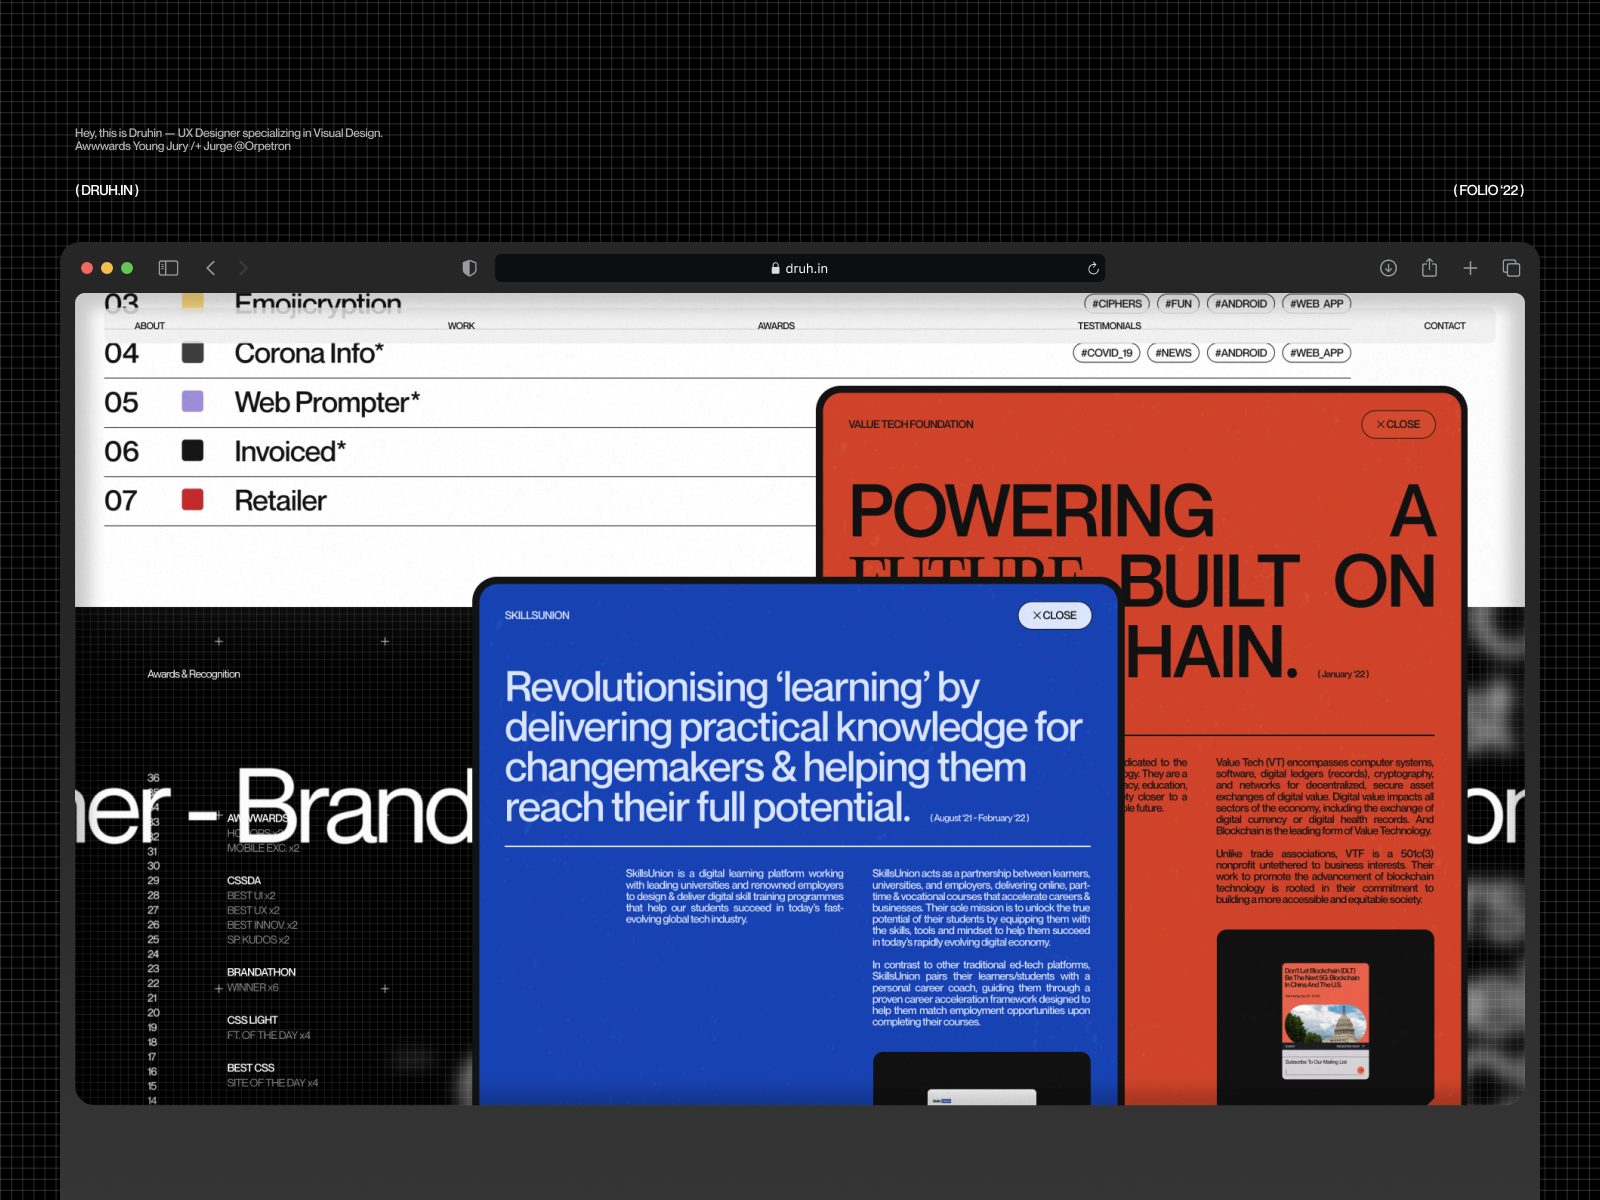 Hey, this is Druhin — UX Designer specializing in Visual Design.
Awwwards Young Jury /+ Jurge @Orpetron
( DRUH.IN )
( FOLIO ‘22 )
druh.in
03 Emojicryption #CIPHERS #FUN #ANDROID #WEB APP
ABOUT WORK AWARDS TESTIMONIALS CONTACT
04 Corona Info* #COVID_19 #NEWS #ANDROID #WEB_APP
05 Web Prompter*
06 Invoiced*
07 Retailer
VALUE TECH FOUNDATION
× CLOSE
POWERING A
FUTURE BUILT ON
HAIN. ( January ‘22 )
dicated to the
ogy. They are a
acy, education,
ety closer to a
ble future.
Value Tech (VT) encompasses computer systems,
software, digital ledgers (records), cryptography,
and networks for decentralized, secure asset
exchanges of digital value. Digital value impacts all
sectors of the economy, including the exchange of
digital currency or digital health records. And
Blockchain is the leading form of Value Technology.
Unlike trade associations, VTF is a 501c(3)
nonprofit untethered to business interests. Their
work to promote the advancement of blockchain
technology is rooted in their commitment to
building a more accessible and equitable society.
Don't Let Blockchain (DLT)
Be The Next 5G: Blockchain
In China And The U.S.
EVENT
Subscribe To Our Mailing List
SKILLSUNION
× CLOSE
Revolutionising ‘learning’ by
delivering practical knowledge for
changemakers & helping them
reach their full potential. ( August ‘21 - February ‘22 )
SkillsUnion is a digital learning platform working
with leading universities and renowned employers
to design & deliver digital skill training programmes
that help our students succeed in today’s fast-
evolving global tech industry.
SkillsUnion acts as a partnership between learners,
universities, and employers, delivering online, part-
time & vocational courses that accelerate careers &
businesses. Their sole mission is to unlock the true
potential of their students by equipping them with
the skills, tools and mindset to help them succeed
in today’s rapidly evolving digital economy.
In contrast to other traditional ed-tech platforms,
SkillsUnion pairs their learners/students with a
personal career coach, guiding them through a
proven career acceleration framework designed to
help them match employment opportunities upon
completing their courses.
Awards & Recognition
ner - Brand
or
36
35
34
33
32
31
30
29
28
27
26
25
24
23
22
21
20
19
18
17
16
15
14
AWWWARDS
HONORS x2
MOBILE EXC. x2
CSSDA
BEST UI x2
BEST UX x2
BEST INNOV. x2
SP. KUDOS x2
BRANDATHON
WINNER x6
CSS LIGHT
FT. OF THE DAY x4
BEST CSS
SITE OF THE DAY x4